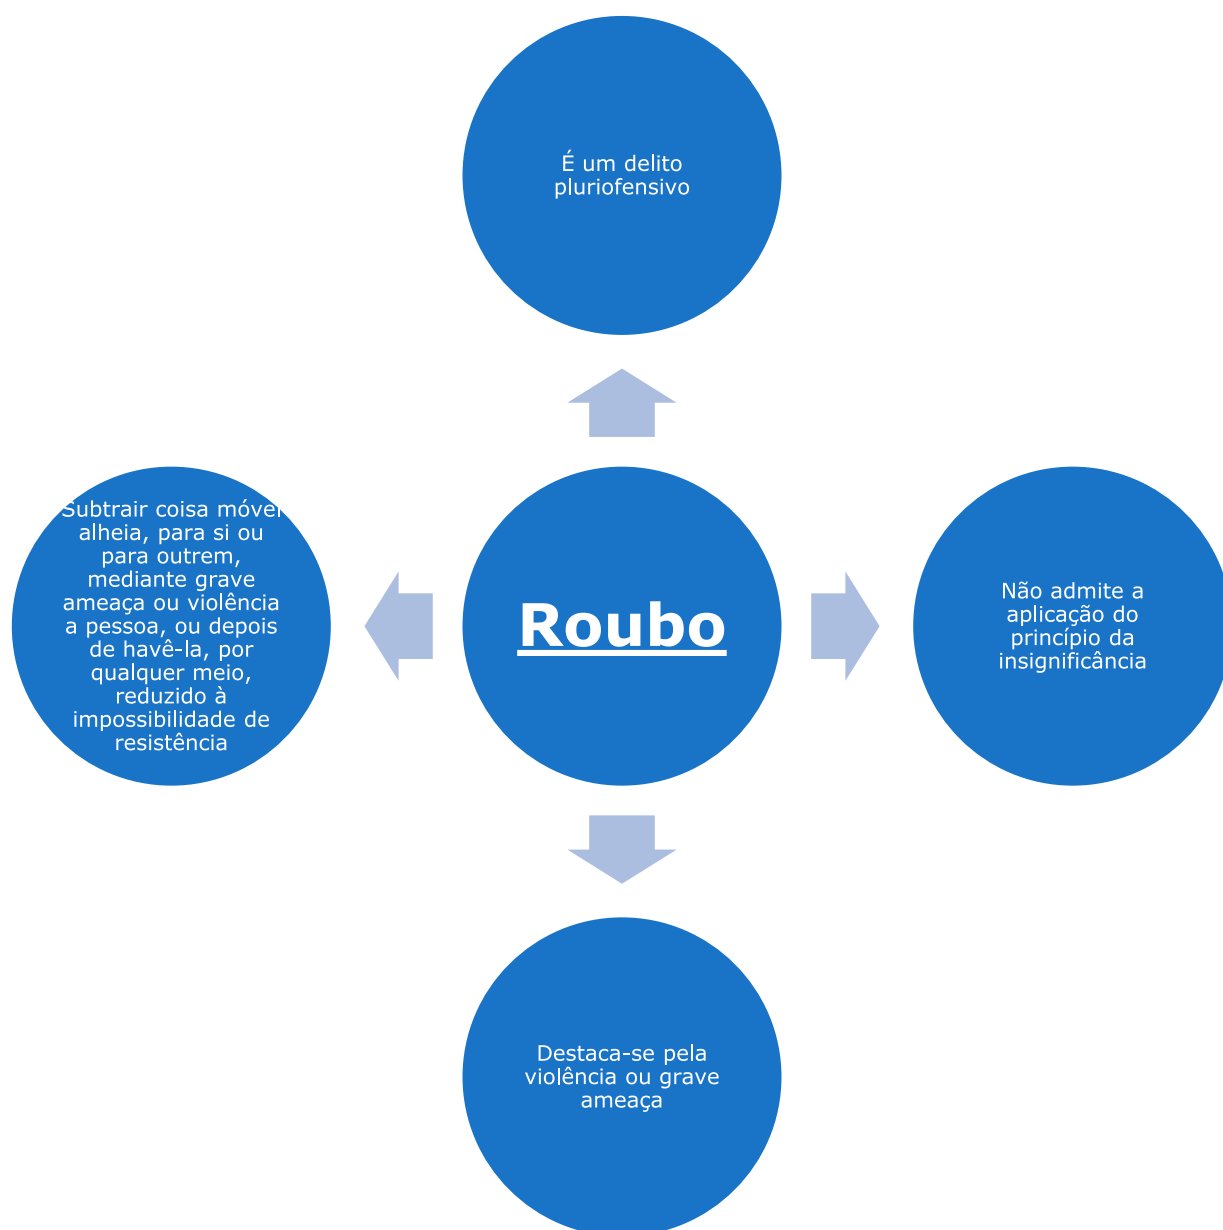 É um delito
pluriofensivo
Subtrair coisa móvel
alheia, para si ou
para outrem,
mediante grave
ameaça ou violência
a pessoa, ou depois
de havê-la, por
qualquer meio,
reduzido à
impossibilidade de
resistência
Roubo
Não admite a
aplicação do
princípio da
insignificância
Destaca-se pela
violência ou grave
ameaça